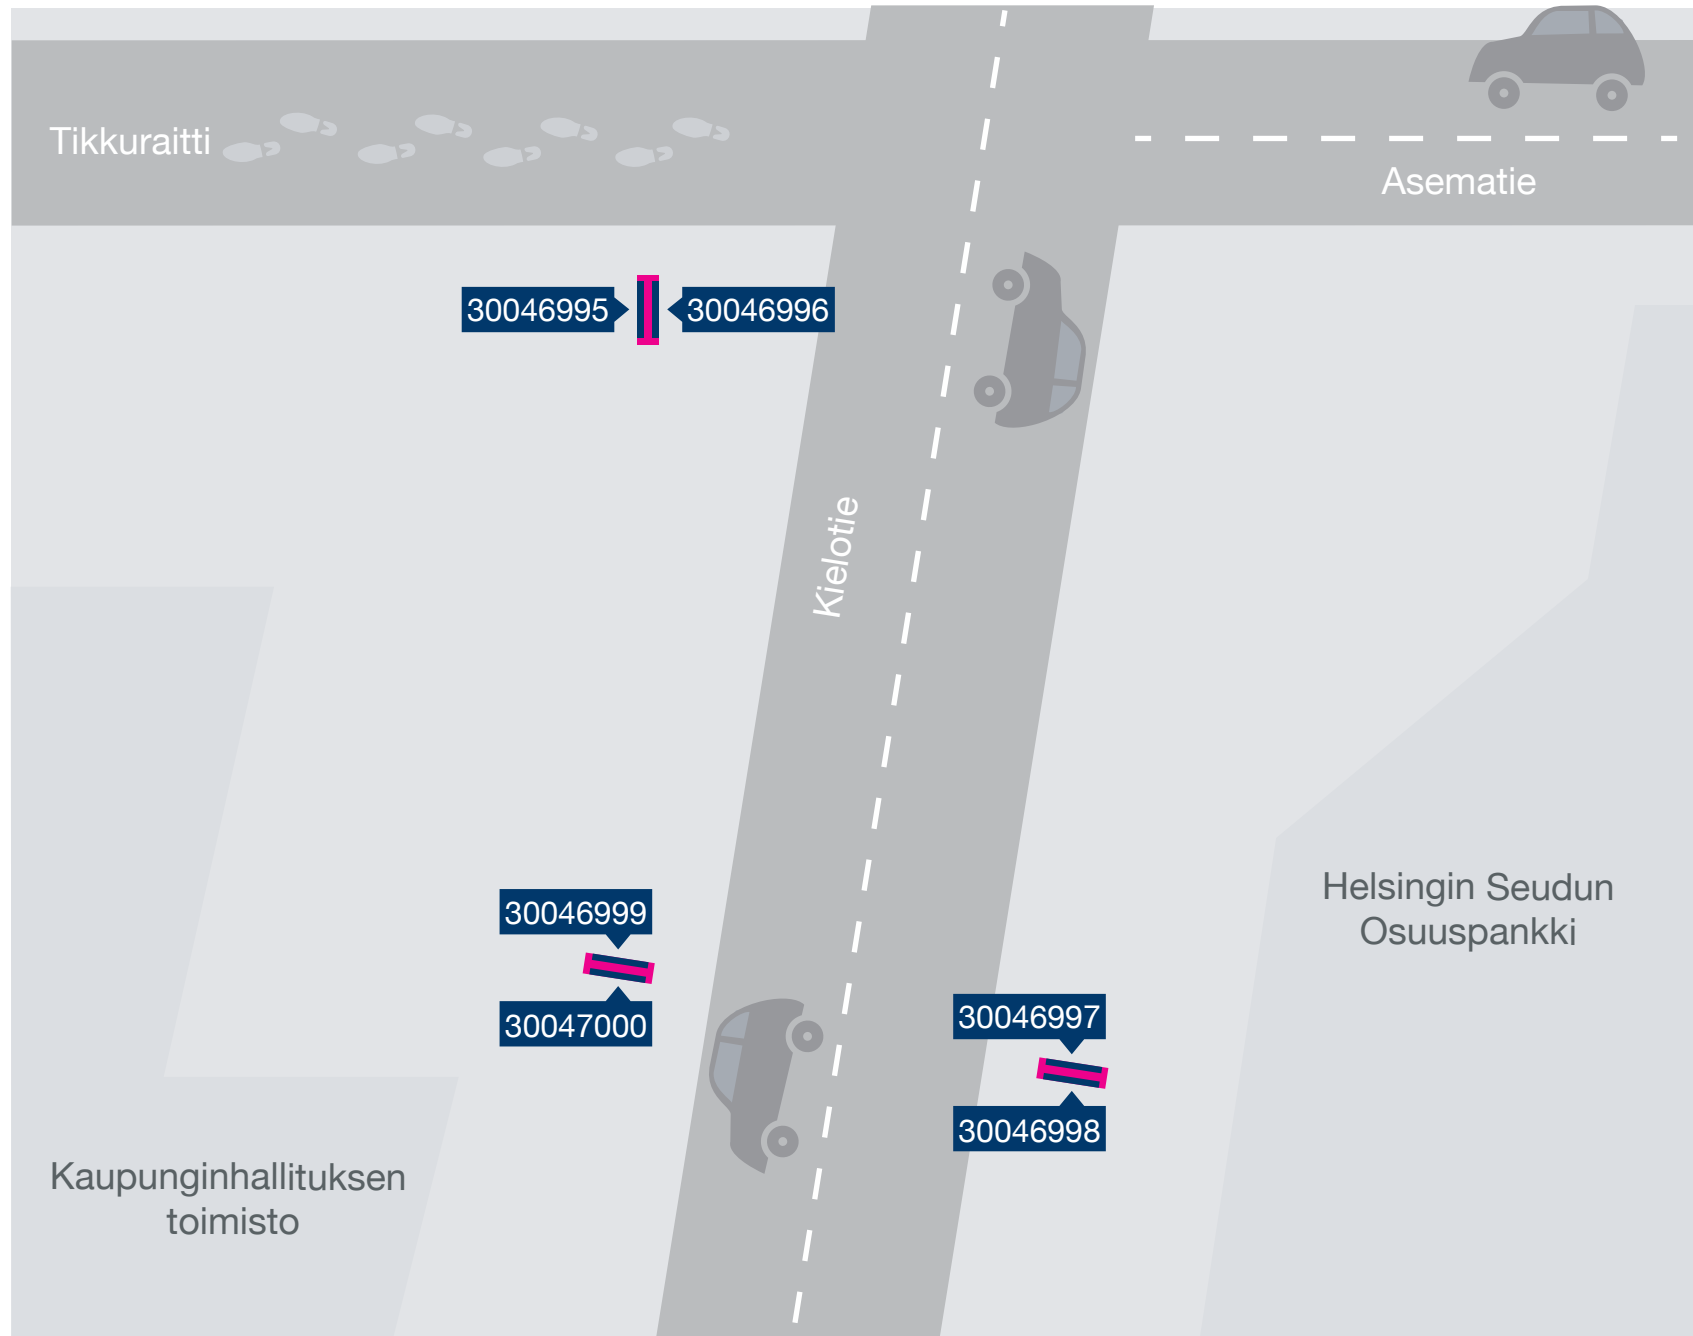 Tikkuraitti
Asematie
30046995
30046996
Kielotie
30046999
30047000
30046997
30046998
Helsingin Seudun
Osuuspankki
Kaupunginhallituksen
toimisto